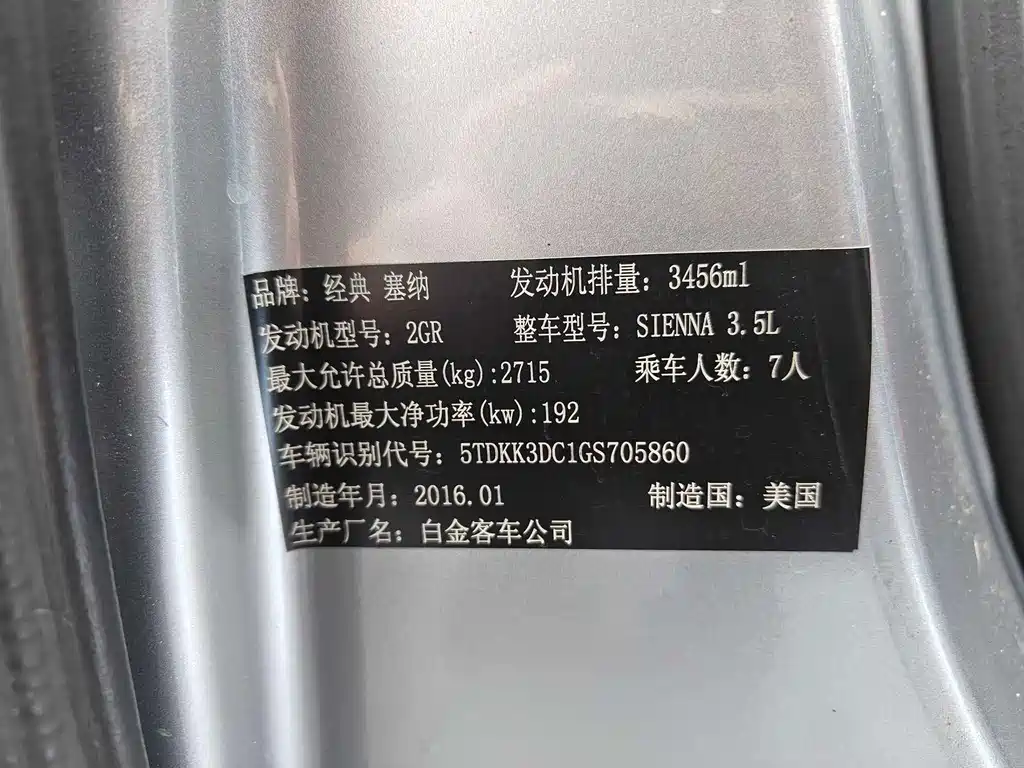 品牌：经典 塞纳 发动机排量：3456ml
发动机型号：2GR 整车型号：SIENNA 3.5L
最大允许总质量(kg):2715 乘车人数：7人
发动机最大净功率(kw):192
车辆识别代号：5TDKK3DC1GS705860
制造年月：2016.01 制造国：美国
生产厂名：白金客车公司